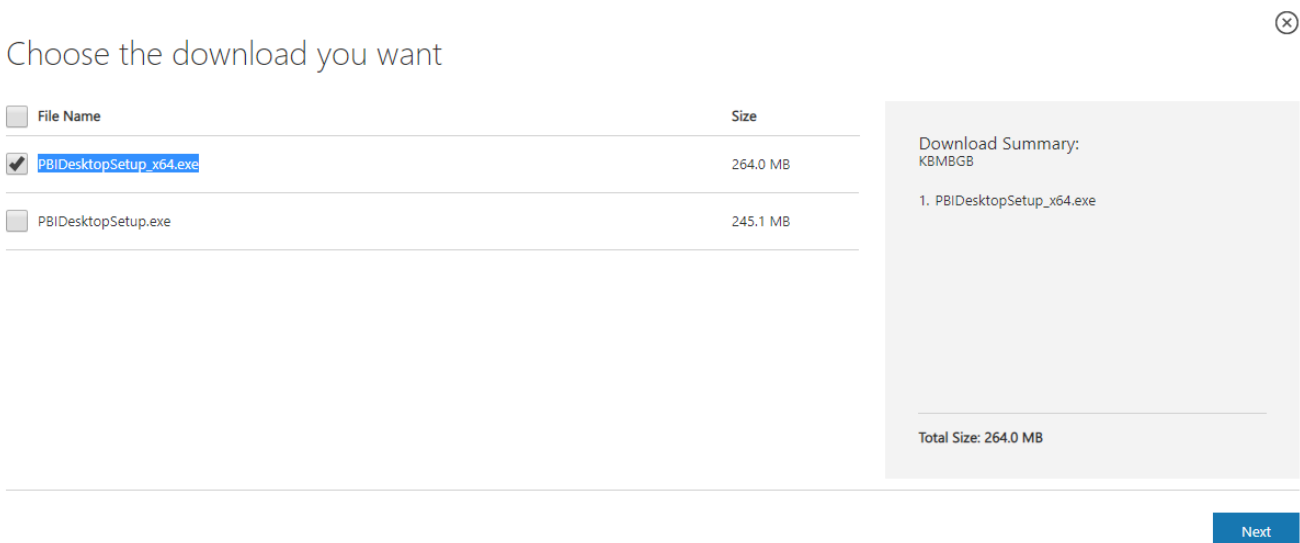 Choose the download you want
File Name Size
PBIDesktopSetup_x64.exe 264.0 MB
PBIDesktopSetup.exe 245.1 MB
Download Summary:
KBMBGB
1. PBIDesktopSetup_x64.exe
Total Size: 264.0 MB
Next